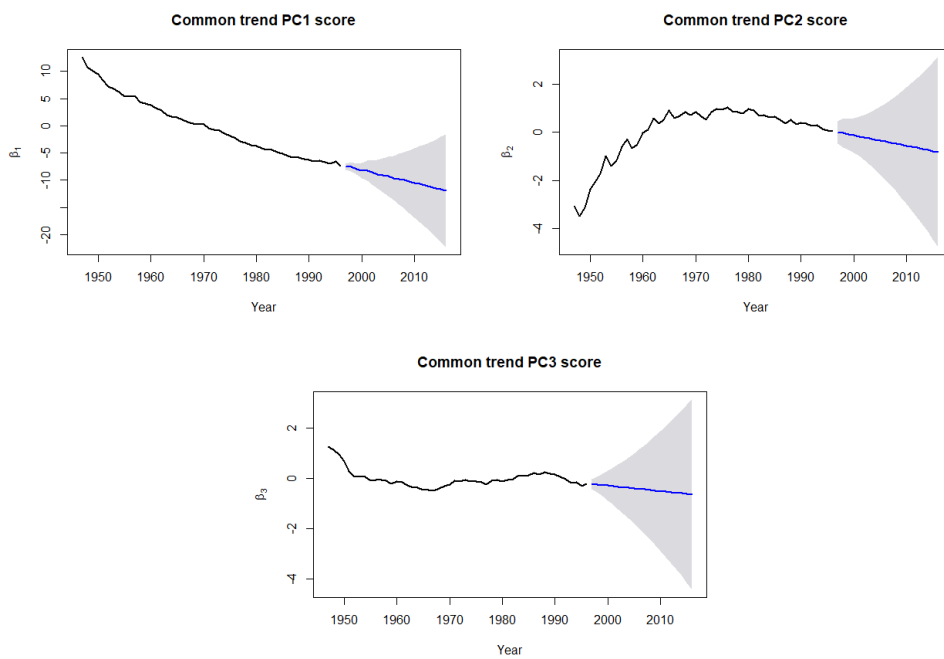 Common trend PC1 score
10
5
0
-5
-10
-20
β1
1950 1960 1970 1980 1990 2000 2010
Year
Common trend PC2 score
2
0
-2
-4
β2
1950 1960 1970 1980 1990 2000 2010
Year
Common trend PC3 score
2
0
-2
-4
β3
1950 1960 1970 1980 1990 2000 2010
Year